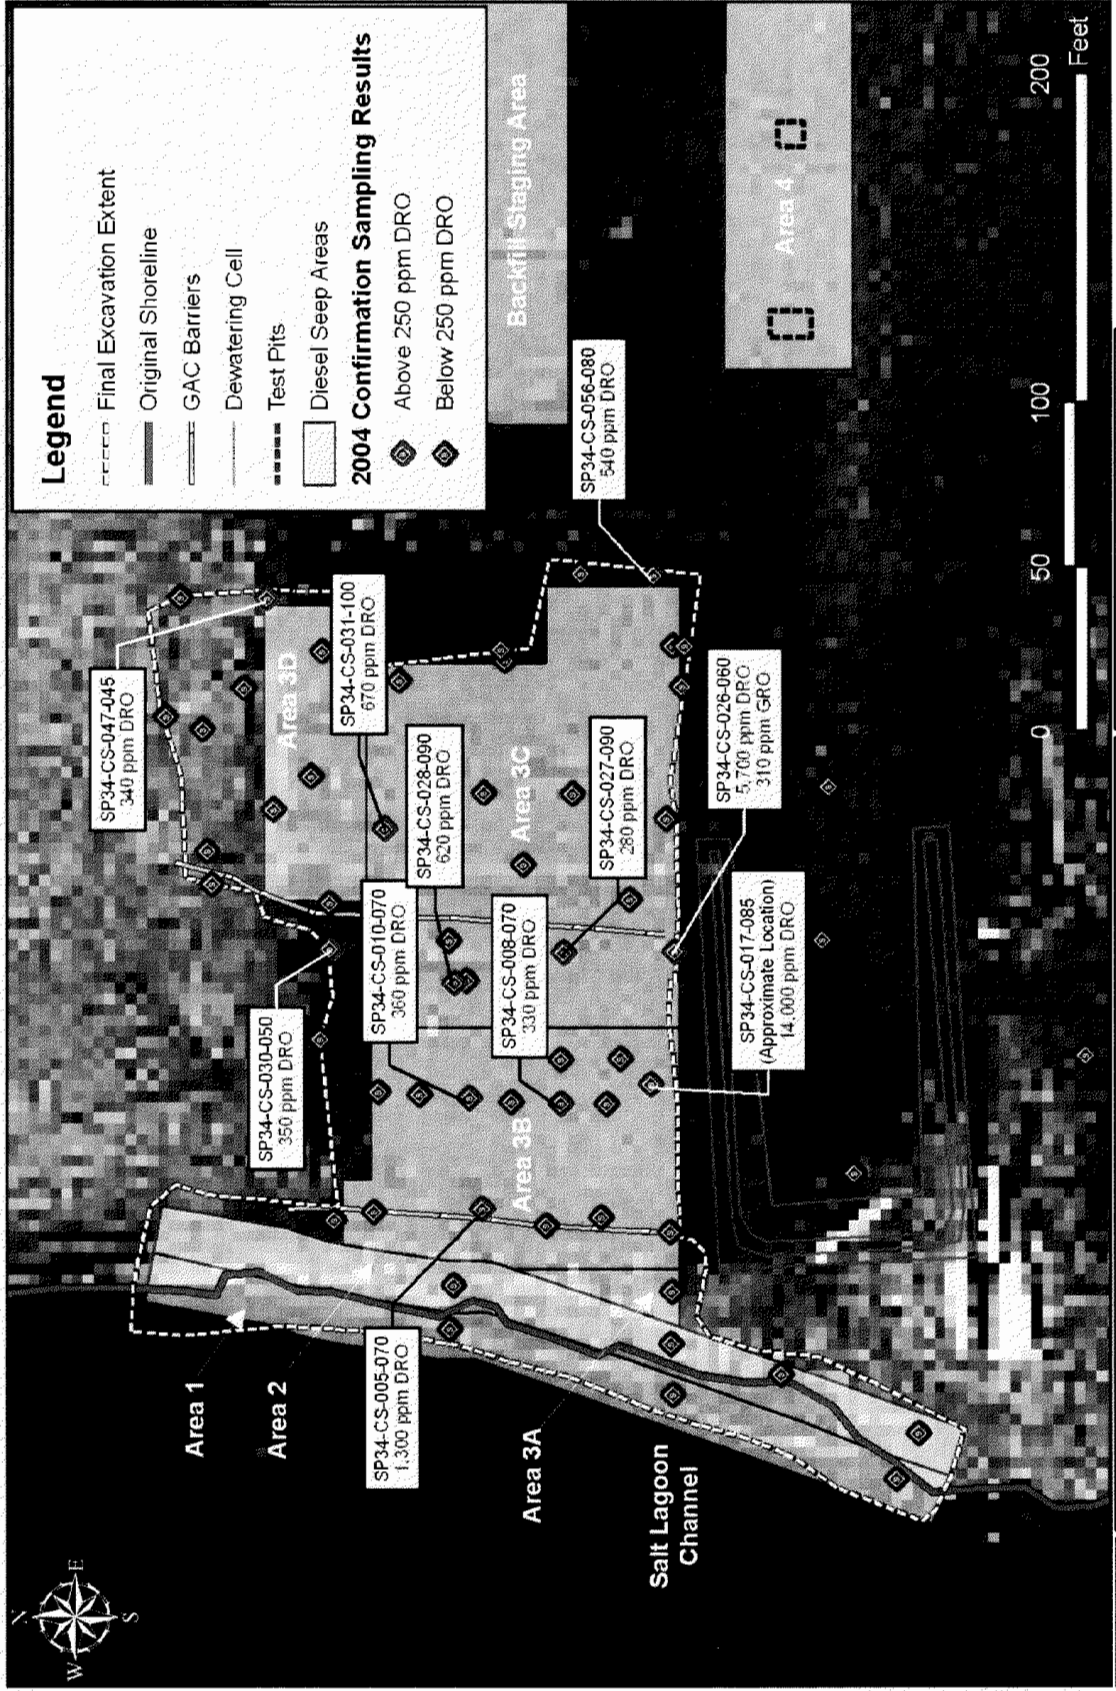 Legend
Final Excavation Extent
Original Shoreline
GAC Barriers
Dewatering Cell
Test Pits
Diesel Seep Areas
2004 Confirmation Sampling Results
Above 250 ppm DRO
Below 250 ppm DRO
N
W
E
S
SP34-CS-047-045
340 ppm DRO
SP34-CS-030-050
350 ppm DRO
Area 3D
SP34-CS-031-100
670 ppm DRO
Backfill Staging Area
Area 1
Area 2
SP34-CS-010-070
360 ppm DRO
SP34-CS-028-090
620 ppm DRO
SP34-CS-005-070
1,300 ppm DRO
SP34-CS-008-070
330 ppm DRO
Area 3A
Area 3B
Area 3C
SP34-CS-027-090
280 ppm DRO
SP34-CS-056-080
540 ppm DRO
Salt Lagoon
Channel
SP34-CS-026-060
5,700 ppm DRO
310 ppm GRO
SP34-CS-017-085
(Approximate Location)
14,000 ppm DRO
Area 4
0
50
100
200
Feet